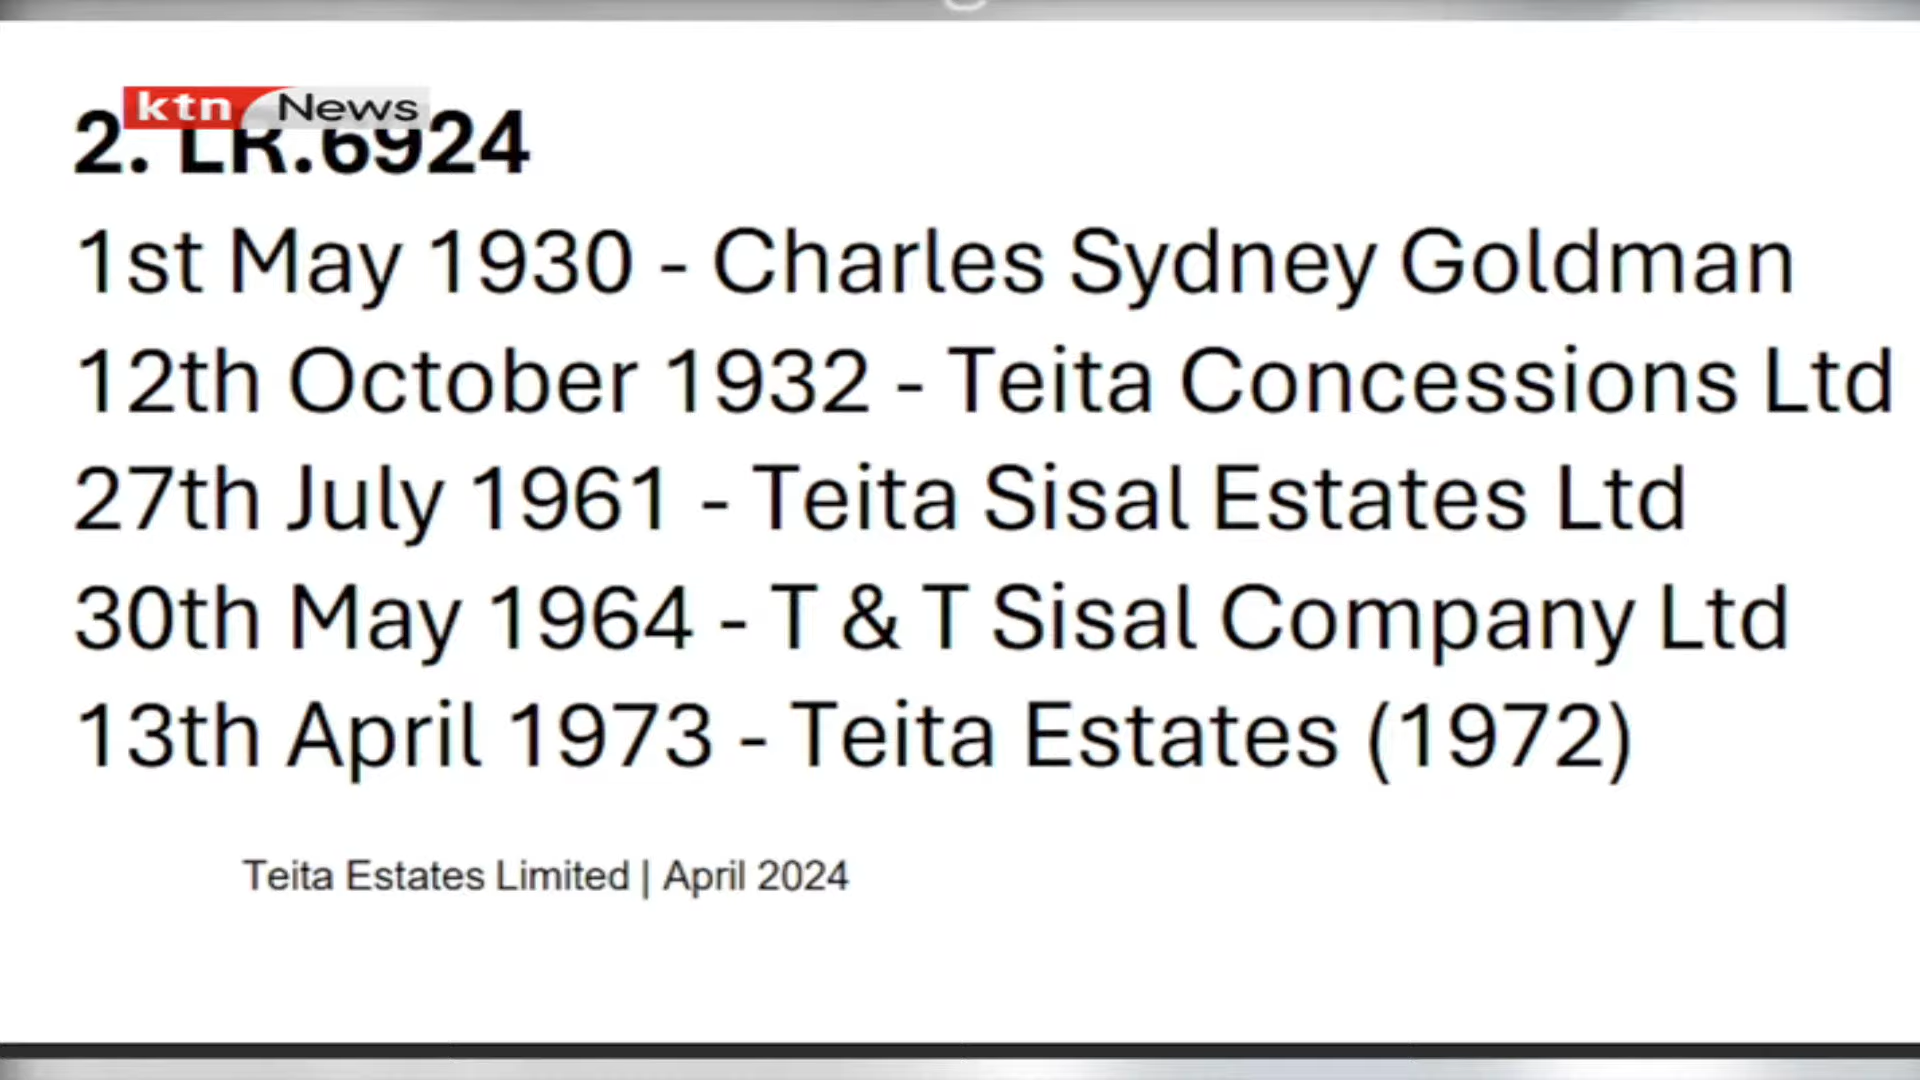 ktn News
2. LR.6924
1st May 1930 - Charles Sydney Goldman
12th October 1932 - Teita Concessions Ltd
27th July 1961 - Teita Sisal Estates Ltd
30th May 1964 - T & T Sisal Company Ltd
13th April 1973 - Teita Estates (1972)
Teita Estates Limited | April 2024